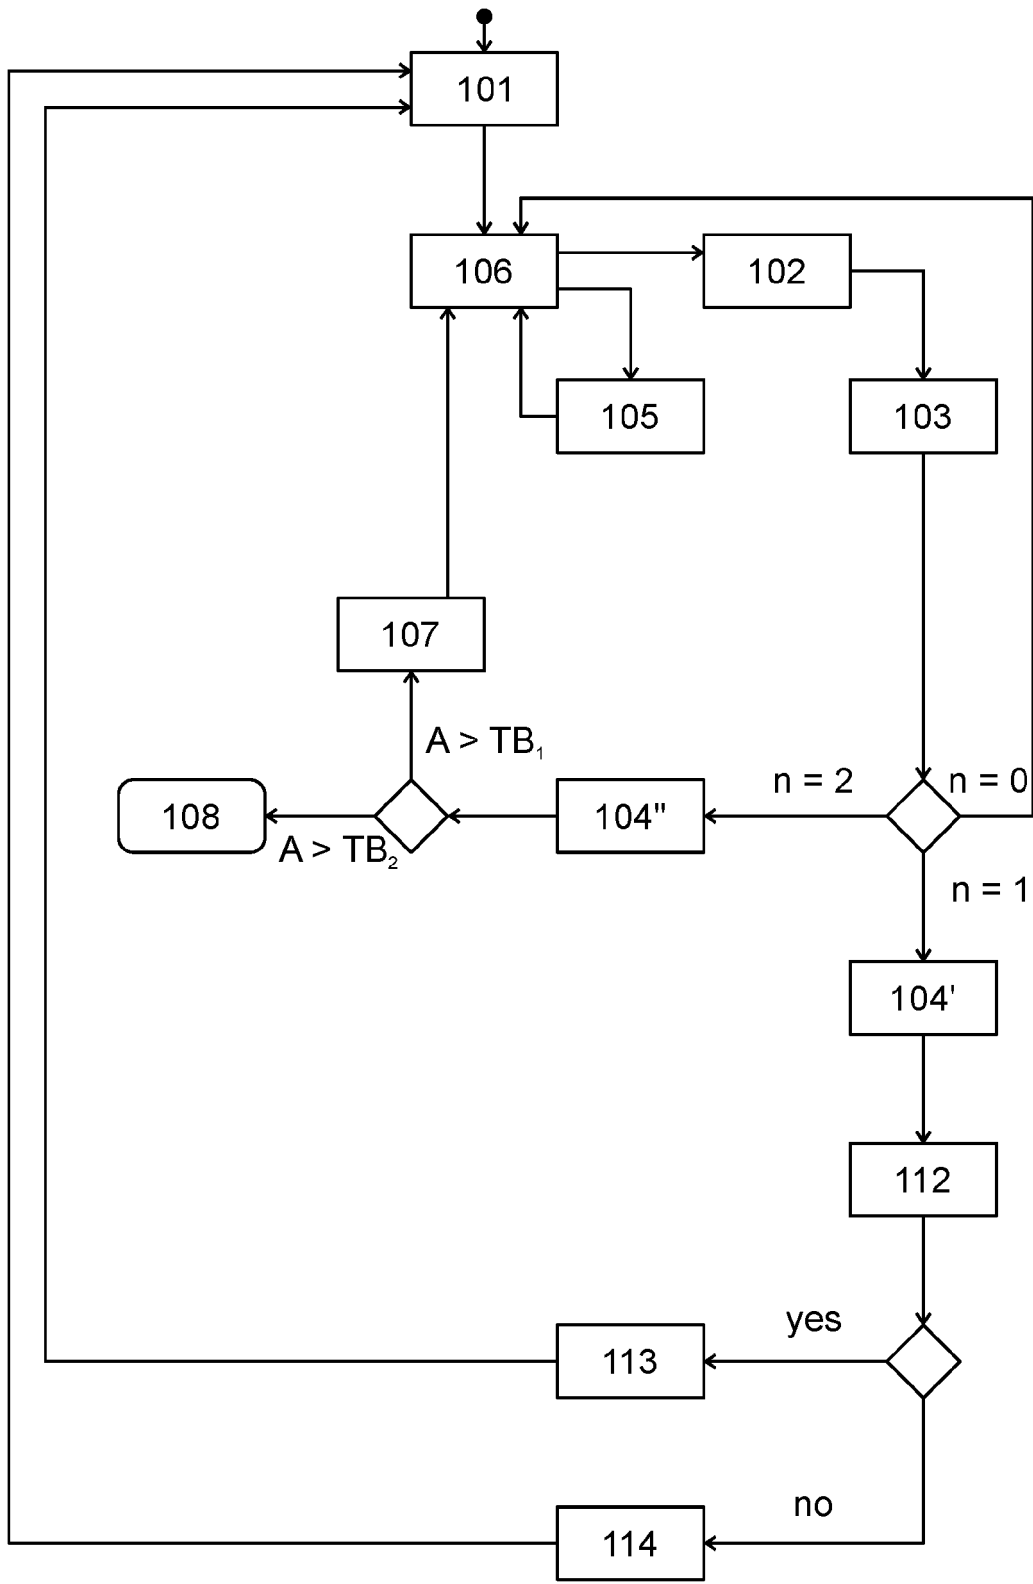 101
106
102
105
103
107
A > TB₁
n = 2
n = 0
108
104"
A > TB₂
n = 1
104'
112
yes
113
no
114